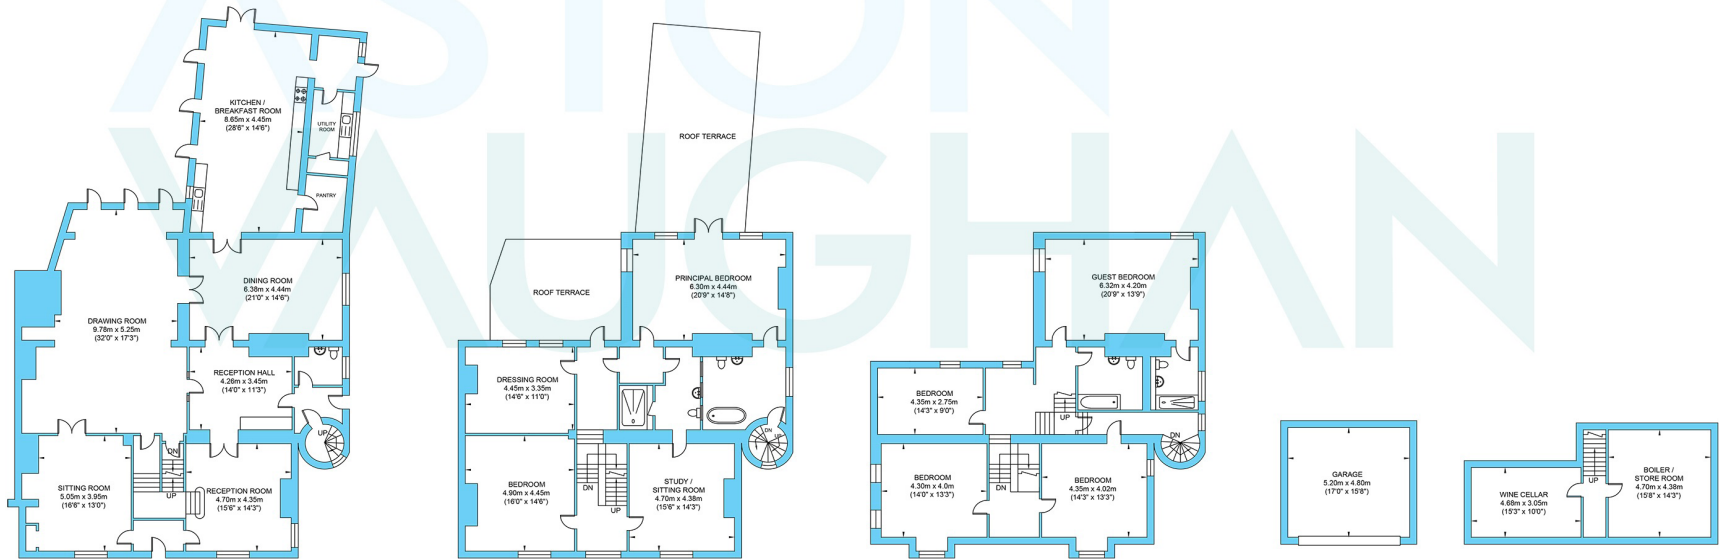 ASTON
VAUGHAN
KITCHEN /
BREAKFAST ROOM
8.65m x 4.45m
(28'6" x 14'6")
UTILITY
ROOM
PANTRY
DINING ROOM
6.38m x 4.44m
(21'0" x 14'6")
DRAWING ROOM
9.78m x 5.25m
(32'0" x 17'3")
RECEPTION HALL
4.26m x 3.45m
(14'0" x 11'3")
UP
DN
UP
SITTING ROOM
5.05m x 3.95m
(16'6" x 13'0")
RECEPTION ROOM
4.70m x 4.35m
(15'6" x 14'3")
ROOF TERRACE
ROOF TERRACE
PRINCIPAL BEDROOM
6.30m x 4.44m
(20'9" x 14'8")
DRESSING ROOM
4.45m x 3.35m
(14'6" x 11'0")
DN
UP
BEDROOM
4.90m x 4.45m
(16'0" x 14'6")
DN
UP
STUDY /
SITTING ROOM
4.70m x 4.38m
(15'6" x 14'3")
GUEST BEDROOM
6.32m x 4.20m
(20'9" x 13'9")
BEDROOM
4.35m x 2.75m
(14'3" x 9'0")
UP
DN
BEDROOM
4.30m x 4.0m
(14'0" x 13'3")
DN
BEDROOM
4.35m x 4.02m
(14'3" x 13'3")
GARAGE
5.20m x 4.80m
(17'0" x 15'8")
WINE CELLAR
4.68m x 3.05m
(15'3" x 10'0")
UP
BOILER /
STORE ROOM
4.70m x 4.38m
(15'8" x 14'3")